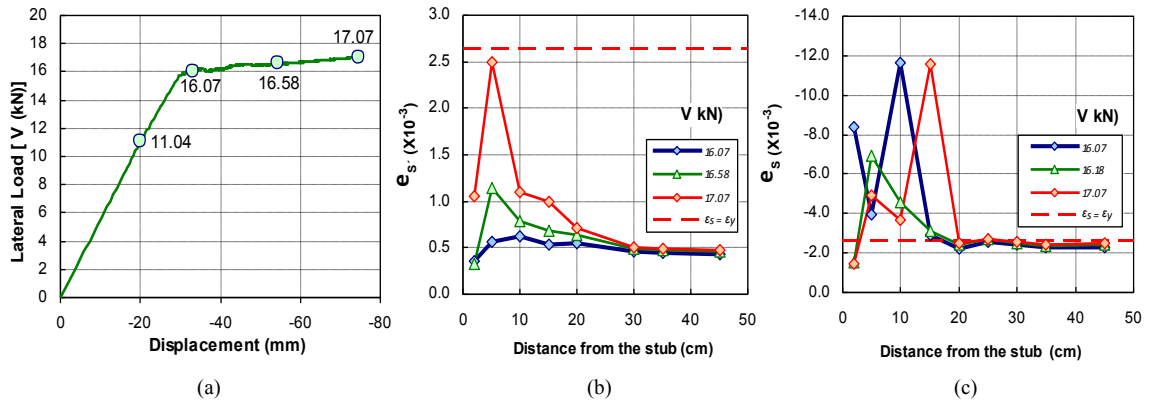 20
18
16
14
12
10
8
6
4
2
0
Lateral Load [ V (kN)]
17.07
16.07
16.58
11.04
0 -20 -40 -60 -80
Displacement (mm)
(a)
3.0
2.5
2.0
1.5
1.0
0.5
0.0
es´ (X10-3)
V kN)
16.07
16.58
17.07
εs = εy
0 5 10 15 20 25 30 35 40 45 50
Distance from the stub (cm)
(b)
-14.0
-12.0
-10.0
-8.0
-6.0
-4.0
-2.0
0.0
es (X10-3)
V kN)
16.07
16.18
17.07
εs = εy
0 10 20 30 40 50
Distance from the stub (cm)
(c)